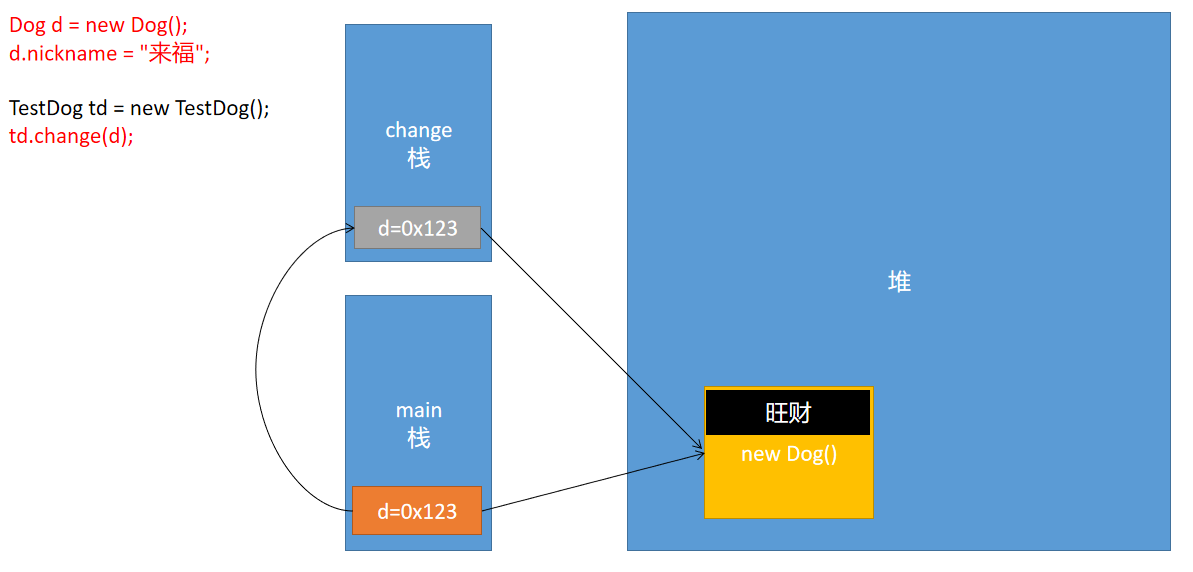 Dog d = new Dog();
d.nickname = "来福";
TestDog td = new TestDog();
td.change(d);
change
栈
d=0x123
main
栈
d=0x123
堆
旺财
new Dog()